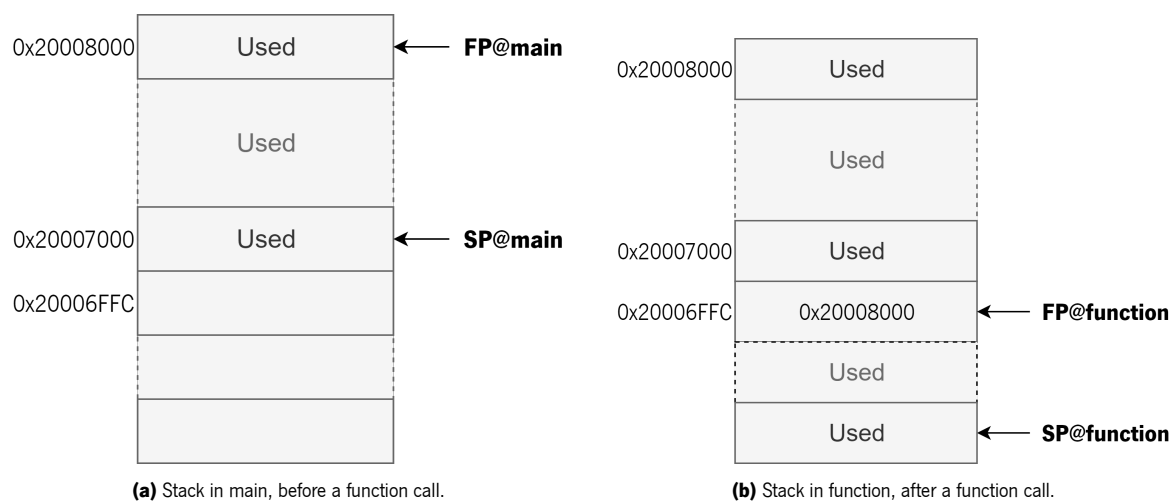 0x20008000 Used FP@main
Used
0x20007000 Used SP@main
0x20006FFC
(a) Stack in main, before a function call.
0x20008000 Used
Used
0x20007000 Used
0x20006FFC 0x20008000 FP@function
Used
Used SP@function
(b) Stack in function, after a function call.